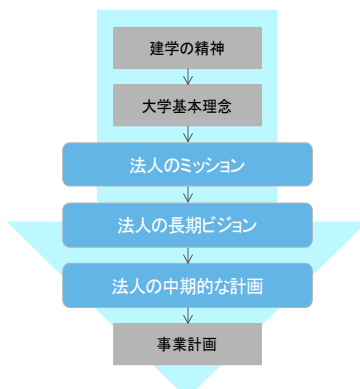 建学の精神
大学基本理念
法人のミッション
法人の長期ビジョン
法人の中期的な計画
事業計画